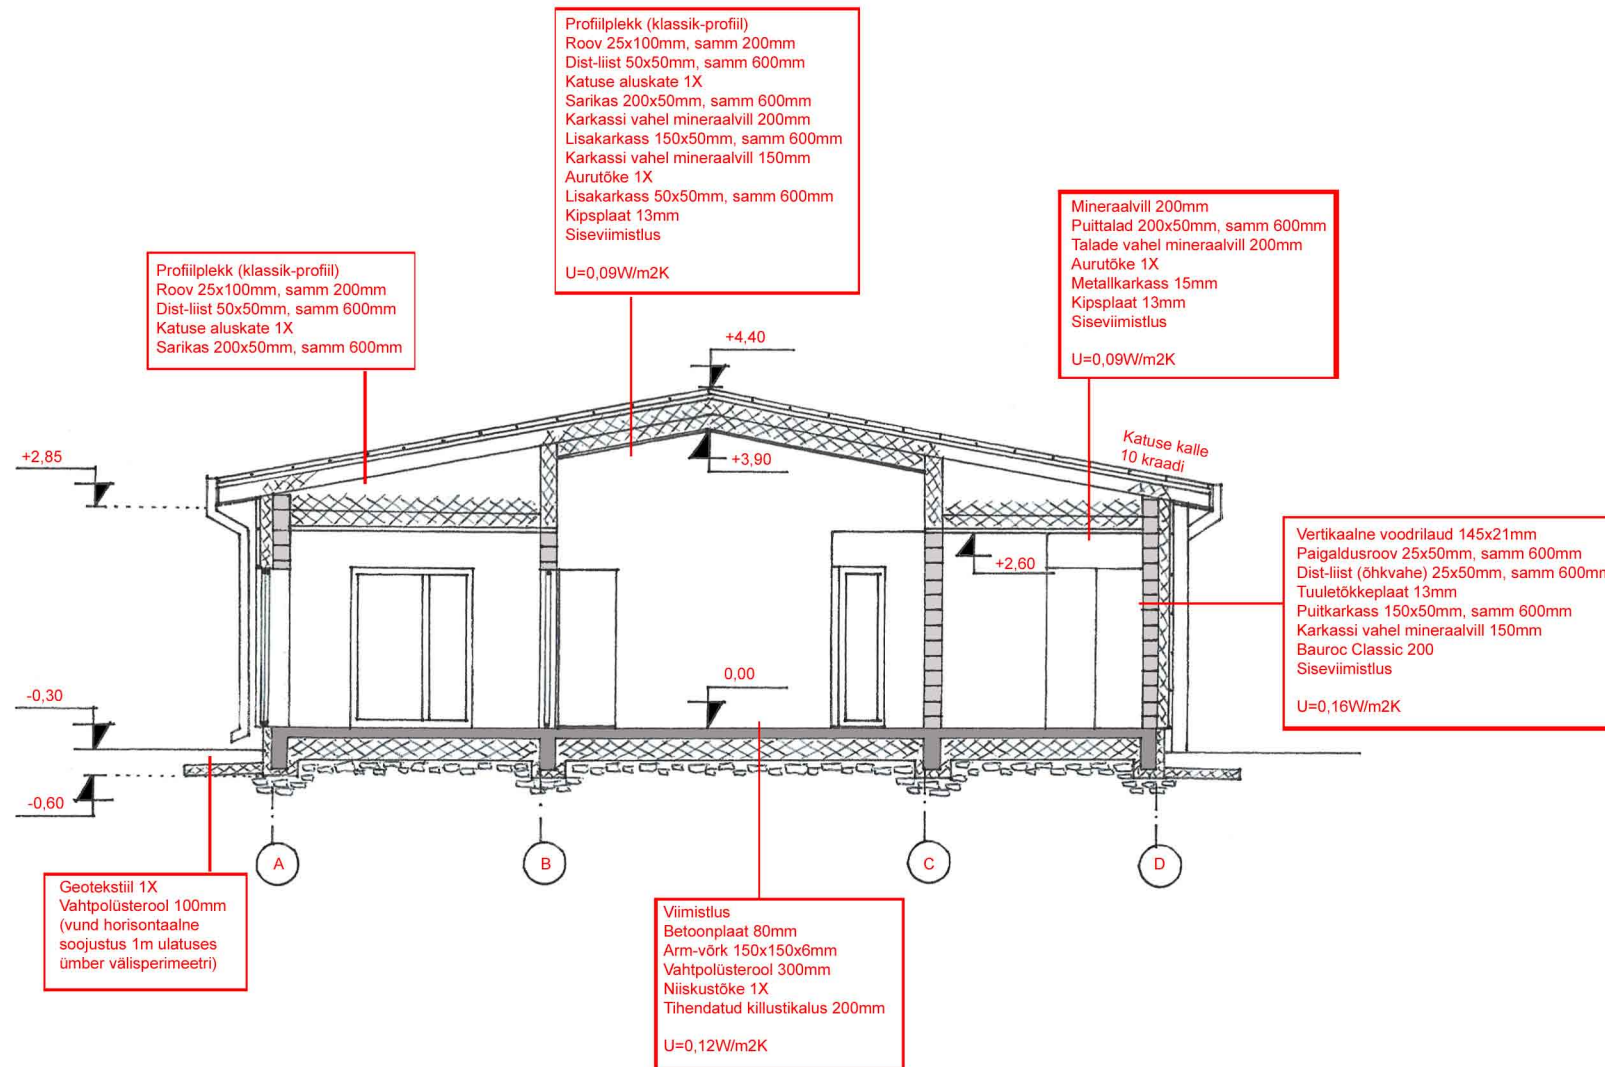 Profiilplekk (klassik-profiil)
Roov 25x100mm, samm 200mm
Dist-liist 50x50mm, samm 600mm
Katuse aluskate 1X
Sarikas 200x50mm, samm 600mm
Karkassi vahel mineraalvill 200mm
Lisakarkass 150x50mm, samm 600mm
Karkassi vahel mineraalvill 150mm
Aurutõke 1X
Lisakarkass 50x50mm, samm 600mm
Kipsplaat 13mm
Siseviimistlus
U=0,09W/m2K
Mineraalvill 200mm
Puittalad 200x50mm, samm 600mm
Talade vahel mineraalvill 200mm
Aurutõke 1X
Metallkarkass 15mm
Kipsplaat 13mm
Siseviimistlus
U=0,09W/m2K
Profiilplekk (klassik-profiil)
Roov 25x100mm, samm 200mm
Dist-liist 50x50mm, samm 600mm
Katuse aluskate 1X
Sarikas 200x50mm, samm 600mm
+4,40
+2,85
+3,90
Katuse kalle
10 kraadi
+2,60
Vertikaalne voodrilaud 145x21mm
Paigaldusroov 25x50mm, samm 600mm
Dist-liist (õhkvahe) 25x50mm, samm 600mm
Tuuletõkkeplaat 13mm
Puitkarkass 150x50mm, samm 600mm
Karkassi vahel mineraalvill 150mm
Bauroc Classic 200
Siseviimistlus
U=0,16W/m2K
0,00
-0,30
-0,60
A
B
C
D
Geotekstiil 1X
Vahtpolüsterool 100mm
(vund horisontaalne
soojustus 1m ulatuses
ümber välisperimeetri)
Viimistlus
Betoonplaat 80mm
Arm-võrk 150x150x6mm
Vahtpolüsterool 300mm
Niiskustõke 1X
Tihendatud killustikalus 200mm
U=0,12W/m2K